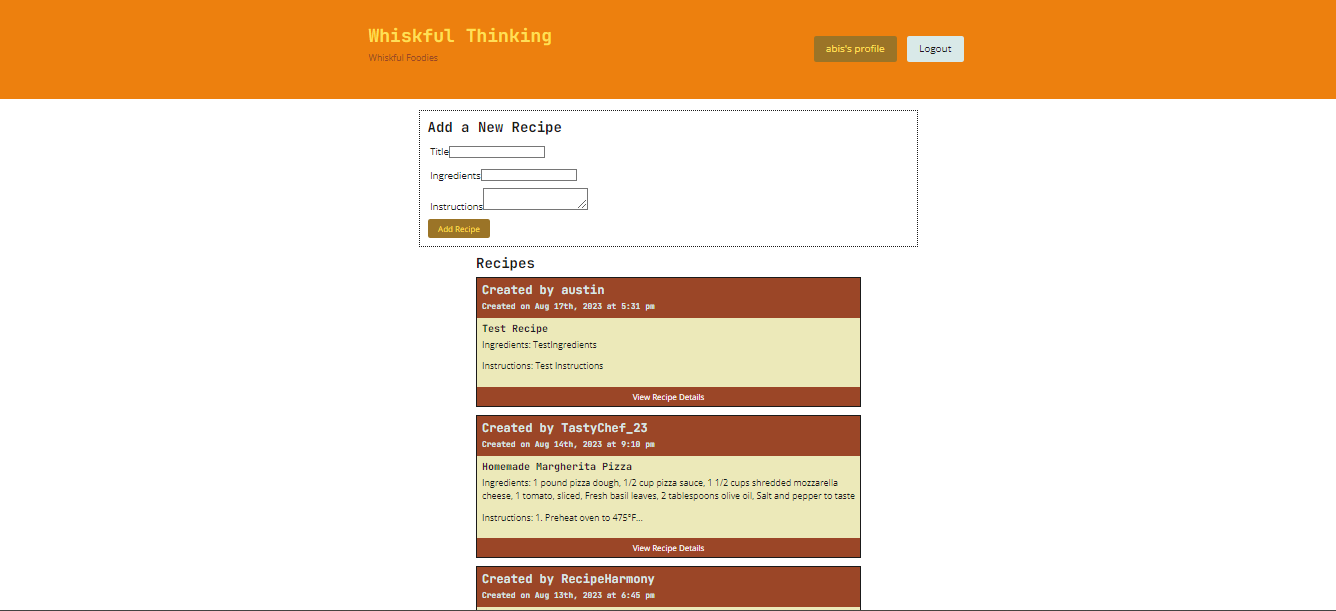 Whiskful Thinking
Whiskful Foodies
abis's profile
Logout
Add a New Recipe
Title
Ingredients
Instructions
Add Recipe
Recipes
Created by austin
Created on Aug 17th, 2023 at 5:31 pm
Test Recipe
Ingredients: TestIngredients
Instructions: Test Instructions
View Recipe Details
Created by TastyChef_23
Created on Aug 14th, 2023 at 9:10 pm
Homemade Margherita Pizza
Ingredients: 1 pound pizza dough, 1/2 cup pizza sauce, 1 1/2 cups shredded mozzarella
cheese, 1 tomato, sliced, Fresh basil leaves, 2 tablespoons olive oil, Salt and pepper to taste
Instructions: 1. Preheat oven to 475°F...
View Recipe Details
Created by RecipeHarmony
Created on Aug 13th, 2023 at 6:45 pm